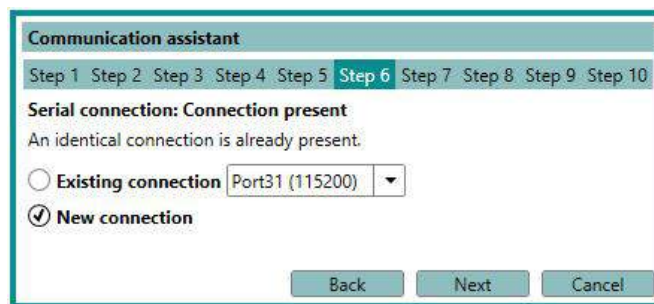 Communication assistant
Step 1 Step 2 Step 3 Step 4 Step 5 Step 6 Step 7 Step 8 Step 9 Step 10
Serial connection: Connection present
An identical connection is already present.
Existing connection Port31 (115200)
New connection
Back Next Cancel